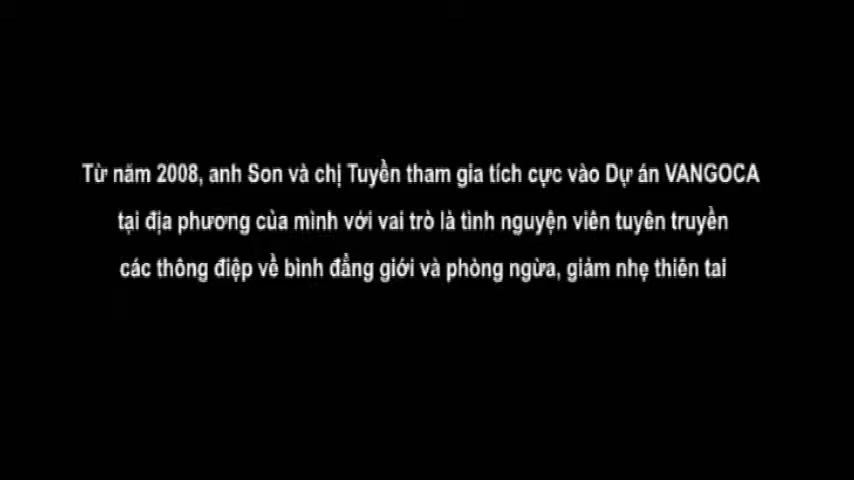 Từ năm 2008, anh Son và chị Tuyền tham gia tích cực vào Dự án VANGOCA
tại địa phương của mình với vai trò là tình nguyện viên tuyên truyền
các thông điệp về bình đẳng giới và phòng ngừa, giảm nhẹ thiên tai